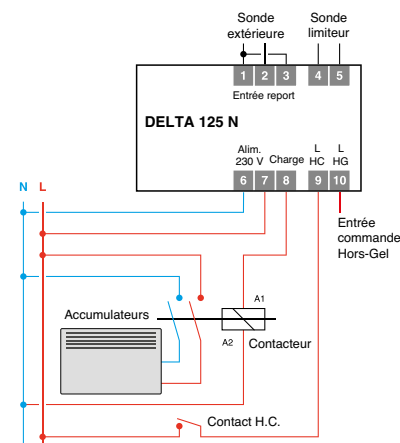 Sonde
extérieure
Sonde
limiteur
1 2 3 4 5
Entrée report
DELTA 125 N
Alim.
230 V
Charge
L
HC
L
HG
6 7 8 9 10
N L
Entrée
commande
Hors-Gel
Accumulateurs
A1
A2
Contacteur
Contact H.C.